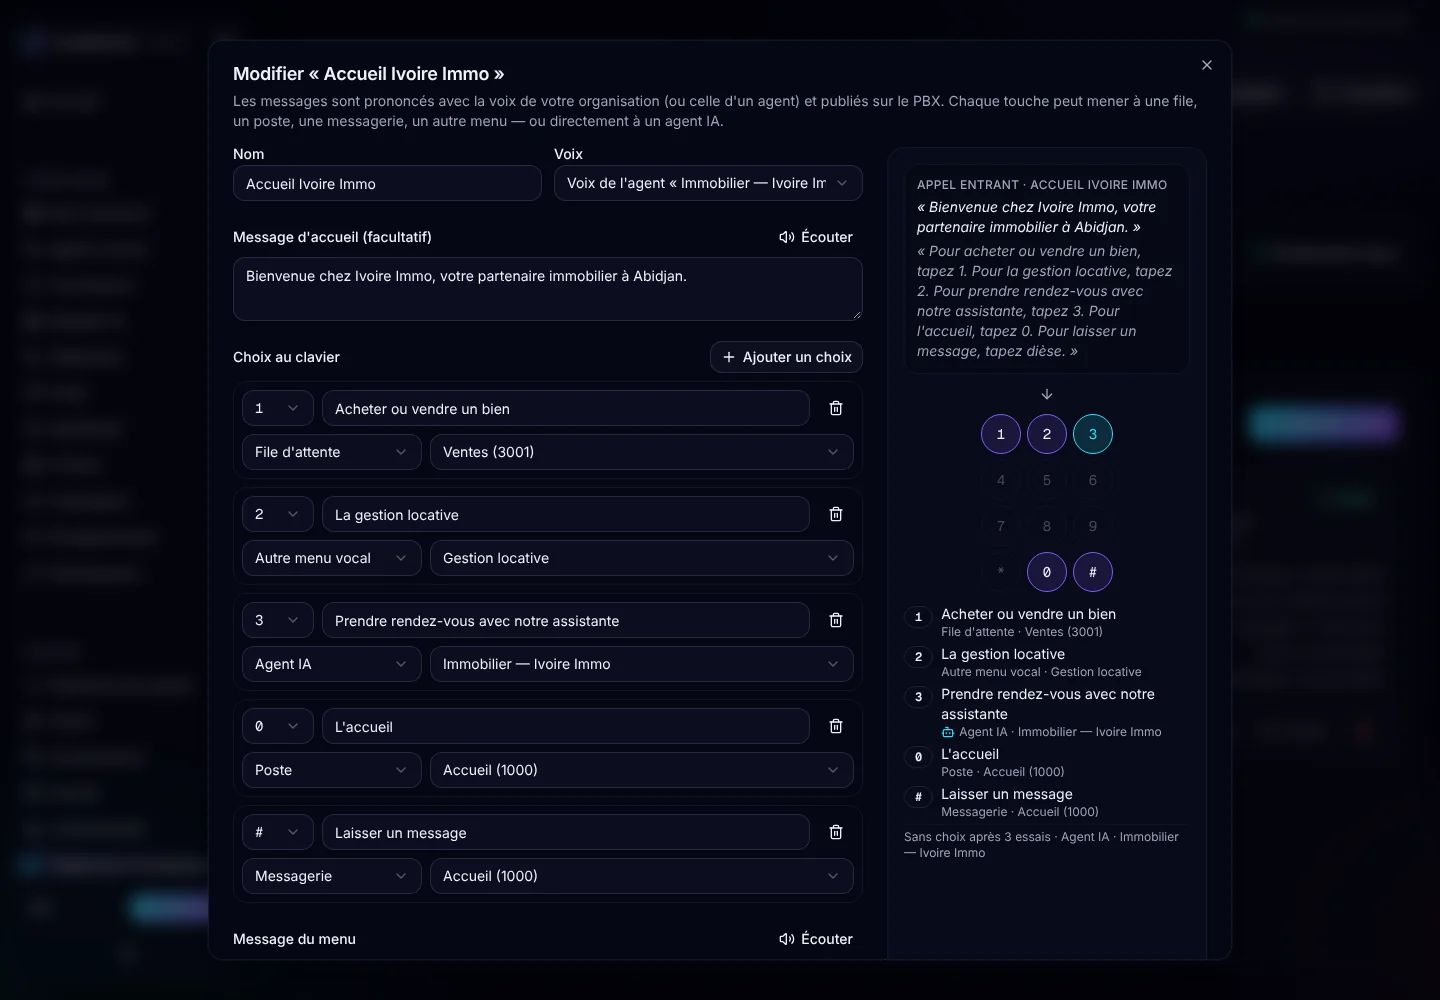 Modifier « Accueil Ivoire Immo »
Les messages sont prononcés avec la voix de votre organisation (ou celle d'un agent) et publiés sur le PBX. Chaque touche peut mener à une file,
un poste, une messagerie, un autre menu — ou directement à un agent IA.
Nom
Voix
Accueil Ivoire Immo
Voix de l'agent « Immobilier — Ivoire Im
Message d'accueil (facultatif)
Écouter
Bienvenue chez Ivoire Immo, votre partenaire immobilier à Abidjan.
Choix au clavier
Ajouter un choix
1
Acheter ou vendre un bien
File d'attente
Ventes (3001)
2
La gestion locative
Autre menu vocal
Gestion locative
3
Prendre rendez-vous avec notre assistante
Agent IA
Immobilier — Ivoire Immo
0
L'accueil
Poste
Accueil (1000)
#
Laisser un message
Messagerie
Accueil (1000)
Message du menu
Écouter
APPEL ENTRANT · ACCUEIL IVOIRE IMMO
« Bienvenue chez Ivoire Immo, votre
partenaire immobilier à Abidjan. »
« Pour acheter ou vendre un bien,
tapez 1. Pour la gestion locative, tapez
2. Pour prendre rendez-vous avec
notre assistante, tapez 3. Pour
l'accueil, tapez 0. Pour laisser un
message, tapez dièse. »
1 2 3
4 5 6
7 8 9
* 0 #
1 Acheter ou vendre un bien
File d'attente · Ventes (3001)
2 La gestion locative
Autre menu vocal · Gestion locative
3 Prendre rendez-vous avec notre
assistante
Agent IA · Immobilier — Ivoire Immo
0 L'accueil
Poste · Accueil (1000)
# Laisser un message
Messagerie · Accueil (1000)
Sans choix après 3 essais · Agent IA · Immobilier
— Ivoire Immo